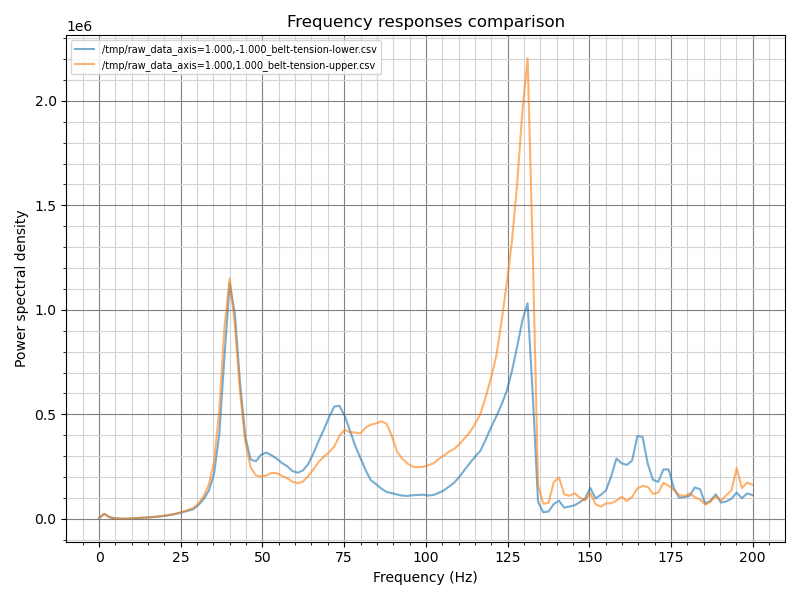 Frequency responses comparison
1e6
/tmp/raw_data_axis=1.000,-1.000_belt-tension-lower.csv
/tmp/raw_data_axis=1.000,1.000_belt-tension-upper.csv
Power spectral density
2.0
1.5
1.0
0.5
0.0
0 25 50 75 100 125 150 175 200
Frequency (Hz)